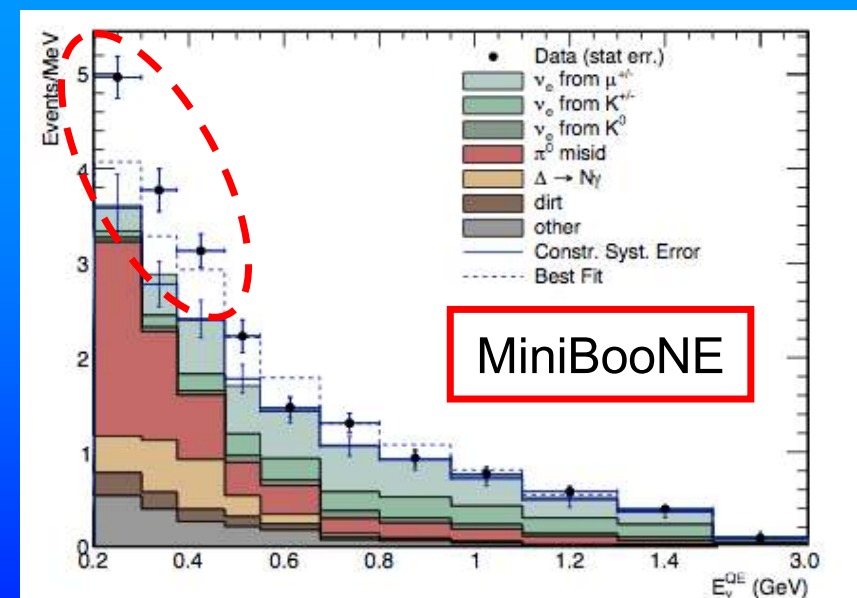 Events/MeV
5
4
3
2
1
0
Data (stat err.)
νe from μ+/-
νe from K+/-
νe from K0
π0 misid
Δ → Nγ
dirt
other
Constr. Syst. Error
Best Fit
MiniBooNE
0.2 0.4 0.6 0.8 1 1.2 1.4 3.0
EνQE (GeV)